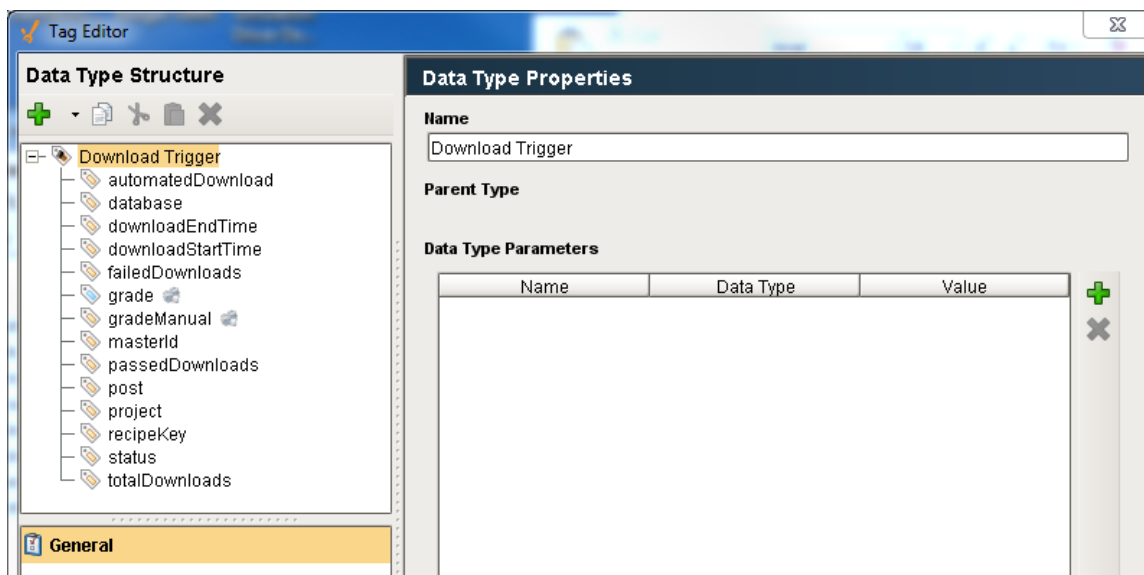 Tag Editor
Data Type Structure
Download Trigger
automatedDownload
database
downloadEndTime
downloadStartTime
failedDownloads
grade
gradeManual
masterId
passedDownloads
post
project
recipeKey
status
totalDownloads
General
Data Type Properties
Name
Download Trigger
Parent Type
Data Type Parameters
Name Data Type Value